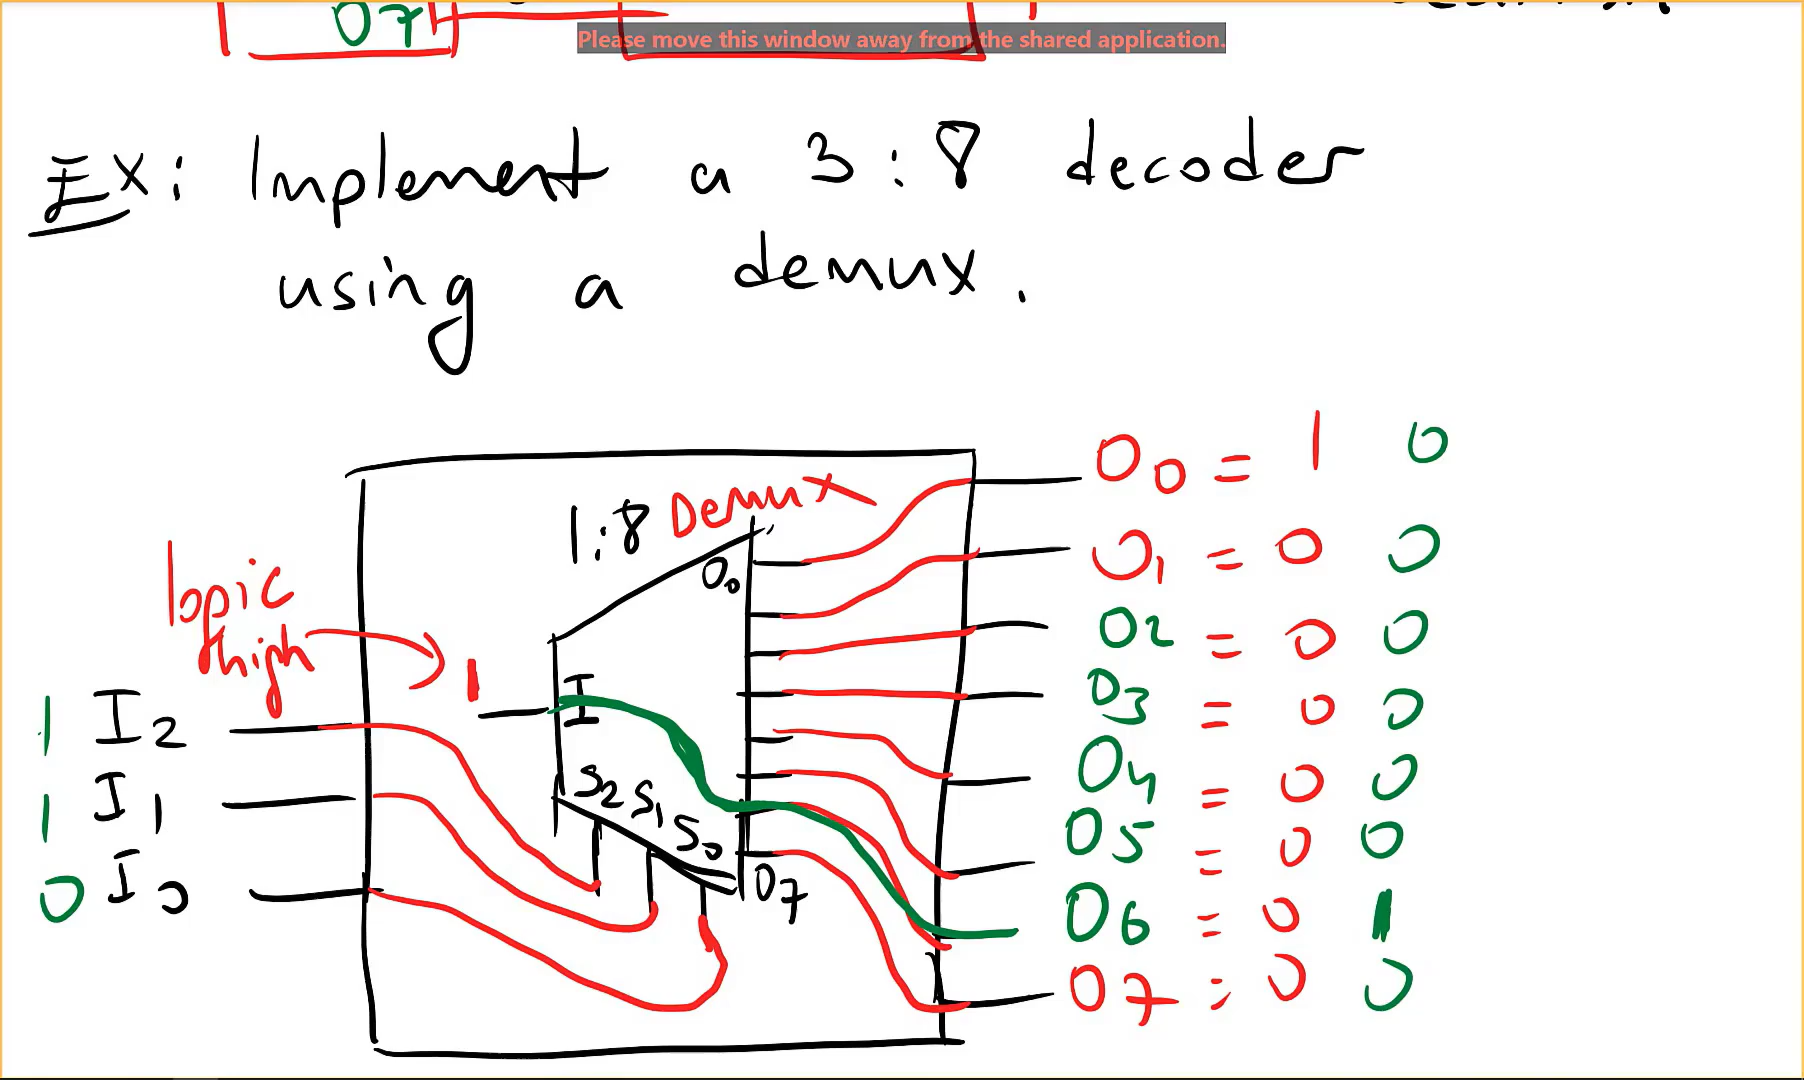 07
Please move this window away from the shared application.
Ex: Implement a 3:8 decoder
using a demux.
1:8 Demux
logic
high
1
I
O0
S2 S1 S0
O7
1 I2
1 I1
0 I0
O0 = 1 0
O1 = 0 0
O2 = 0 0
O3 = 0 0
O4 = 0 0
O5 = 0 0
O6 = 0 1
O7 = 0 0